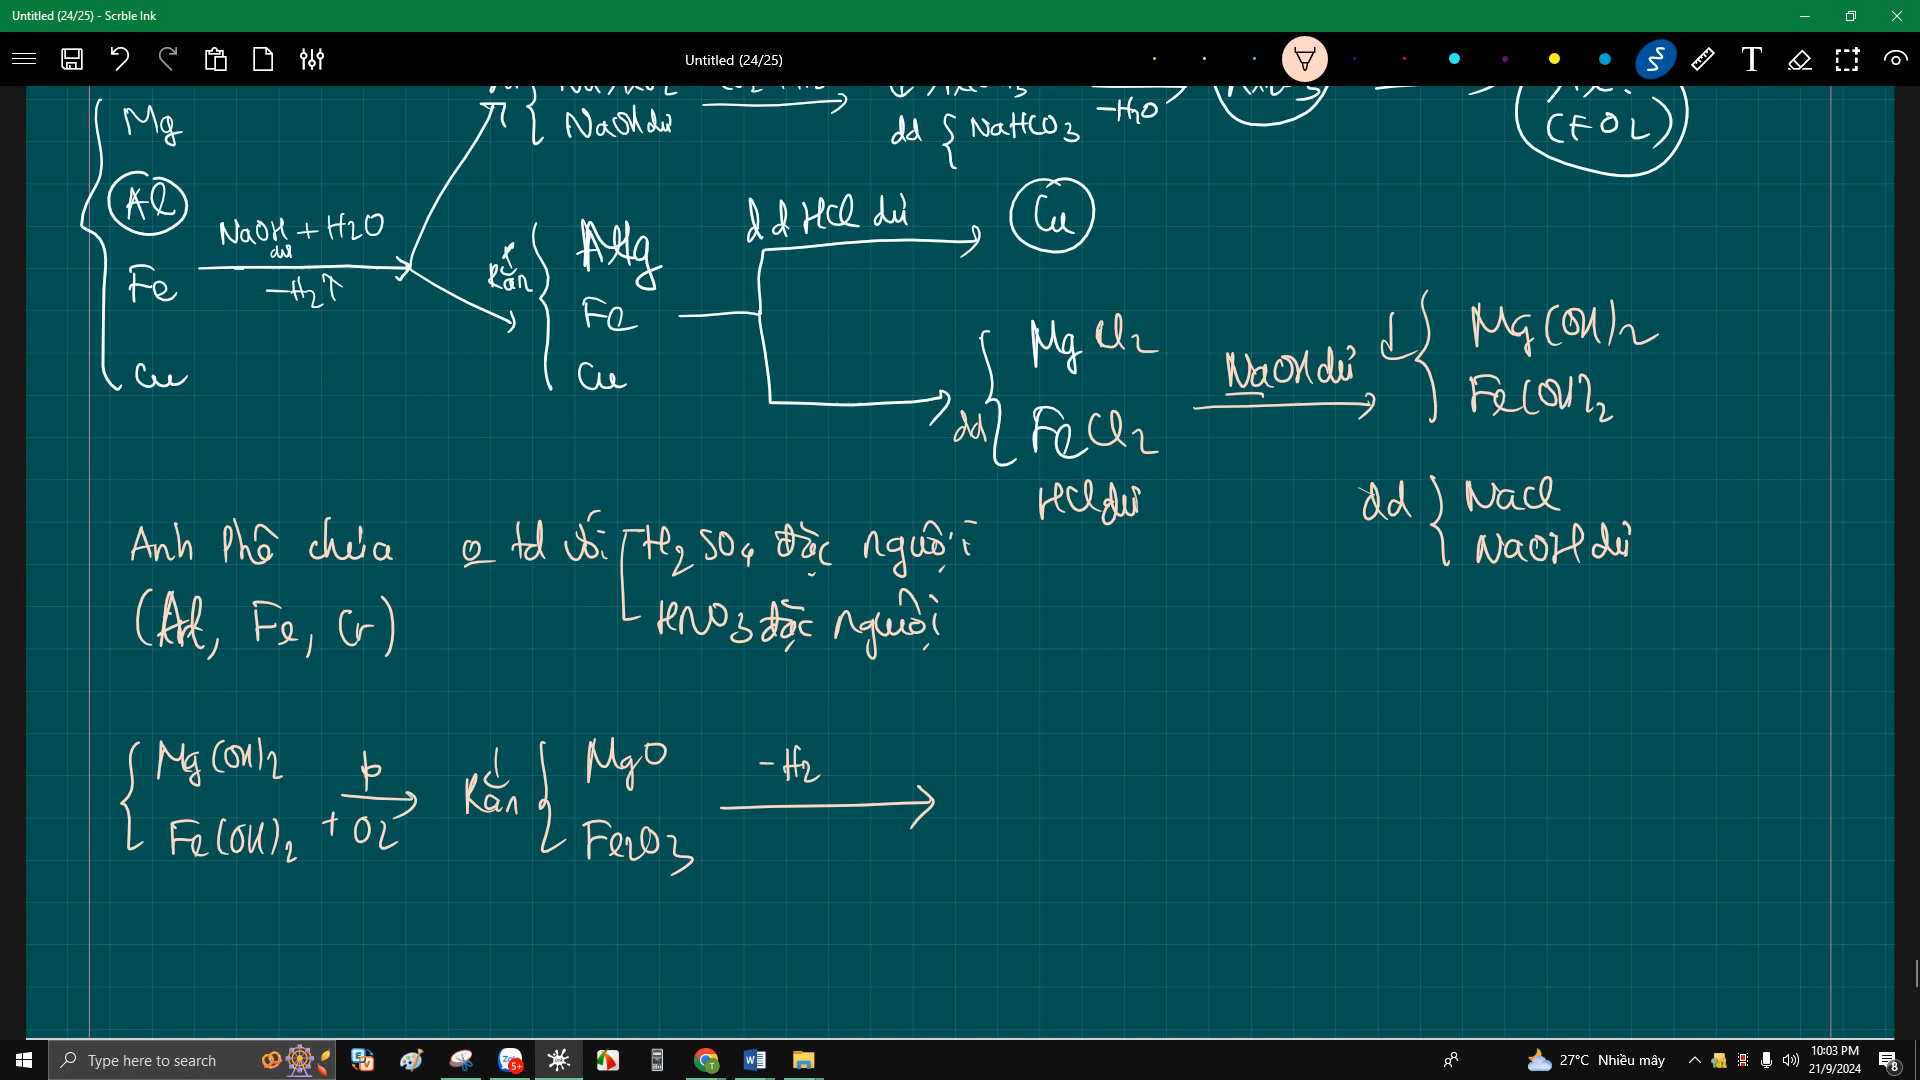 Untitled (24/25) - Scrble Ink
Untitled (24/25)
T
NaOH dư
dd { NaHCO3
-H2O
(FOL)
Mg
Al
Fe
Cu
NaOH dư + H2O
-H2↑
Rắn
Mg
Fe
Cu
dd HCl dư
Cu
dd { MgCl2
FeCl2
HCl dư
NaOH dư
↓ { Mg(OH)2
Fe(OH)2
dd { NaCl
NaOH dư
Anh Phê chứa o td với [ H2SO4 đặc nguội
(Al, Fe, Cr) HNO3 đặc nguội
{ Mg(OH)2
Fe(OH)2
+ O2
Rắn { MgO
Fe2O3
-H2
Type here to search
27°C Nhiều mây
10:03 PM
21/9/2024
8
5+